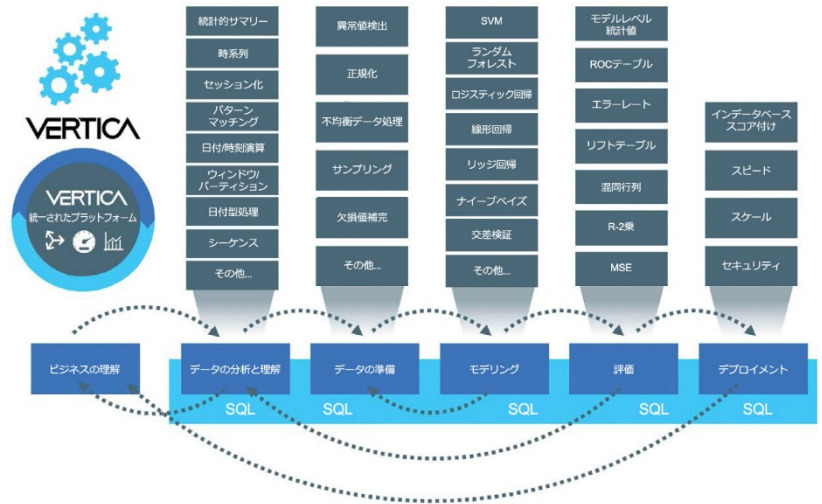 VERTICA
VERTICA
統一されたプラットフォーム
統計的サマリー
時系列
セッション化
パターン
マッチング
日付/時刻演算
ウィンドウ/
パーティション
日付型処理
シーケンス
その他...
異常値検出
正規化
不均衡データ処理
サンプリング
欠損値補完
その他...
SVM
ランダム
フォレスト
ロジスティック回帰
線形回帰
リッジ回帰
ナイーブベイズ
交差検証
その他...
モデルレベル
統計値
ROCテーブル
エラーレート
リフトテーブル
混同行列
R-2乗
MSE
インデータベース
スコア付け
スピード
スケール
セキュリティ
ビジネスの理解
データの分析と理解
データの準備
モデリング
評価
デプロイメント
SQL
SQL
SQL
SQL
SQL